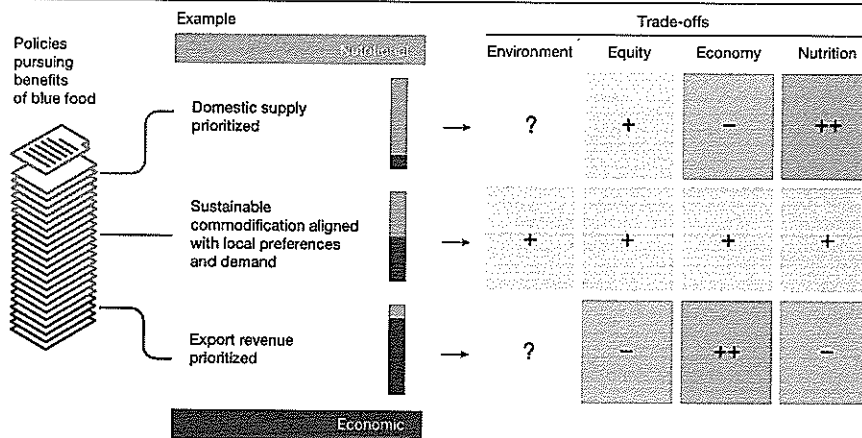 Example
Trade-offs
Policies
pursuing
benefits
of blue food
Nutritional
Environment Equity Economy Nutrition
Domestic supply
prioritized
? + – ++
Sustainable
commodification aligned
with local preferences
and demand
+ + + +
Export revenue
prioritized
? – ++ –
Economic